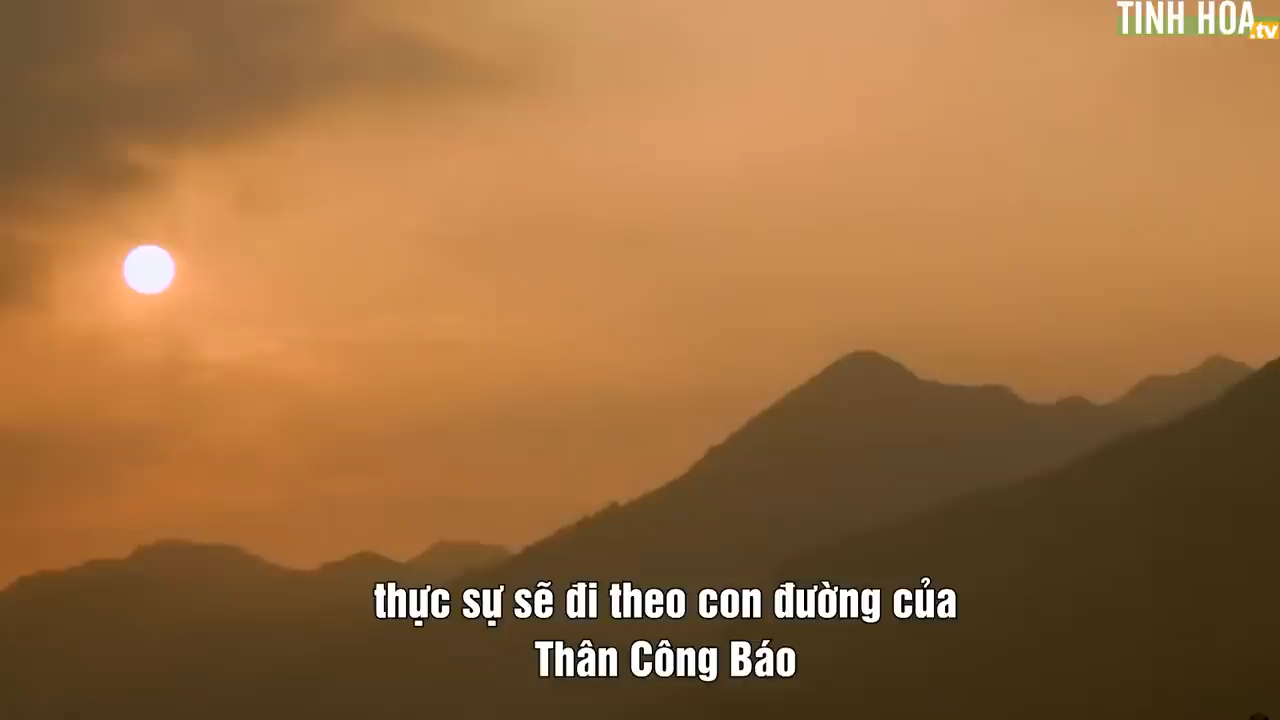 TINH HOA
.tv
thực sự sẽ đi theo con đường của
Thân Công Báo